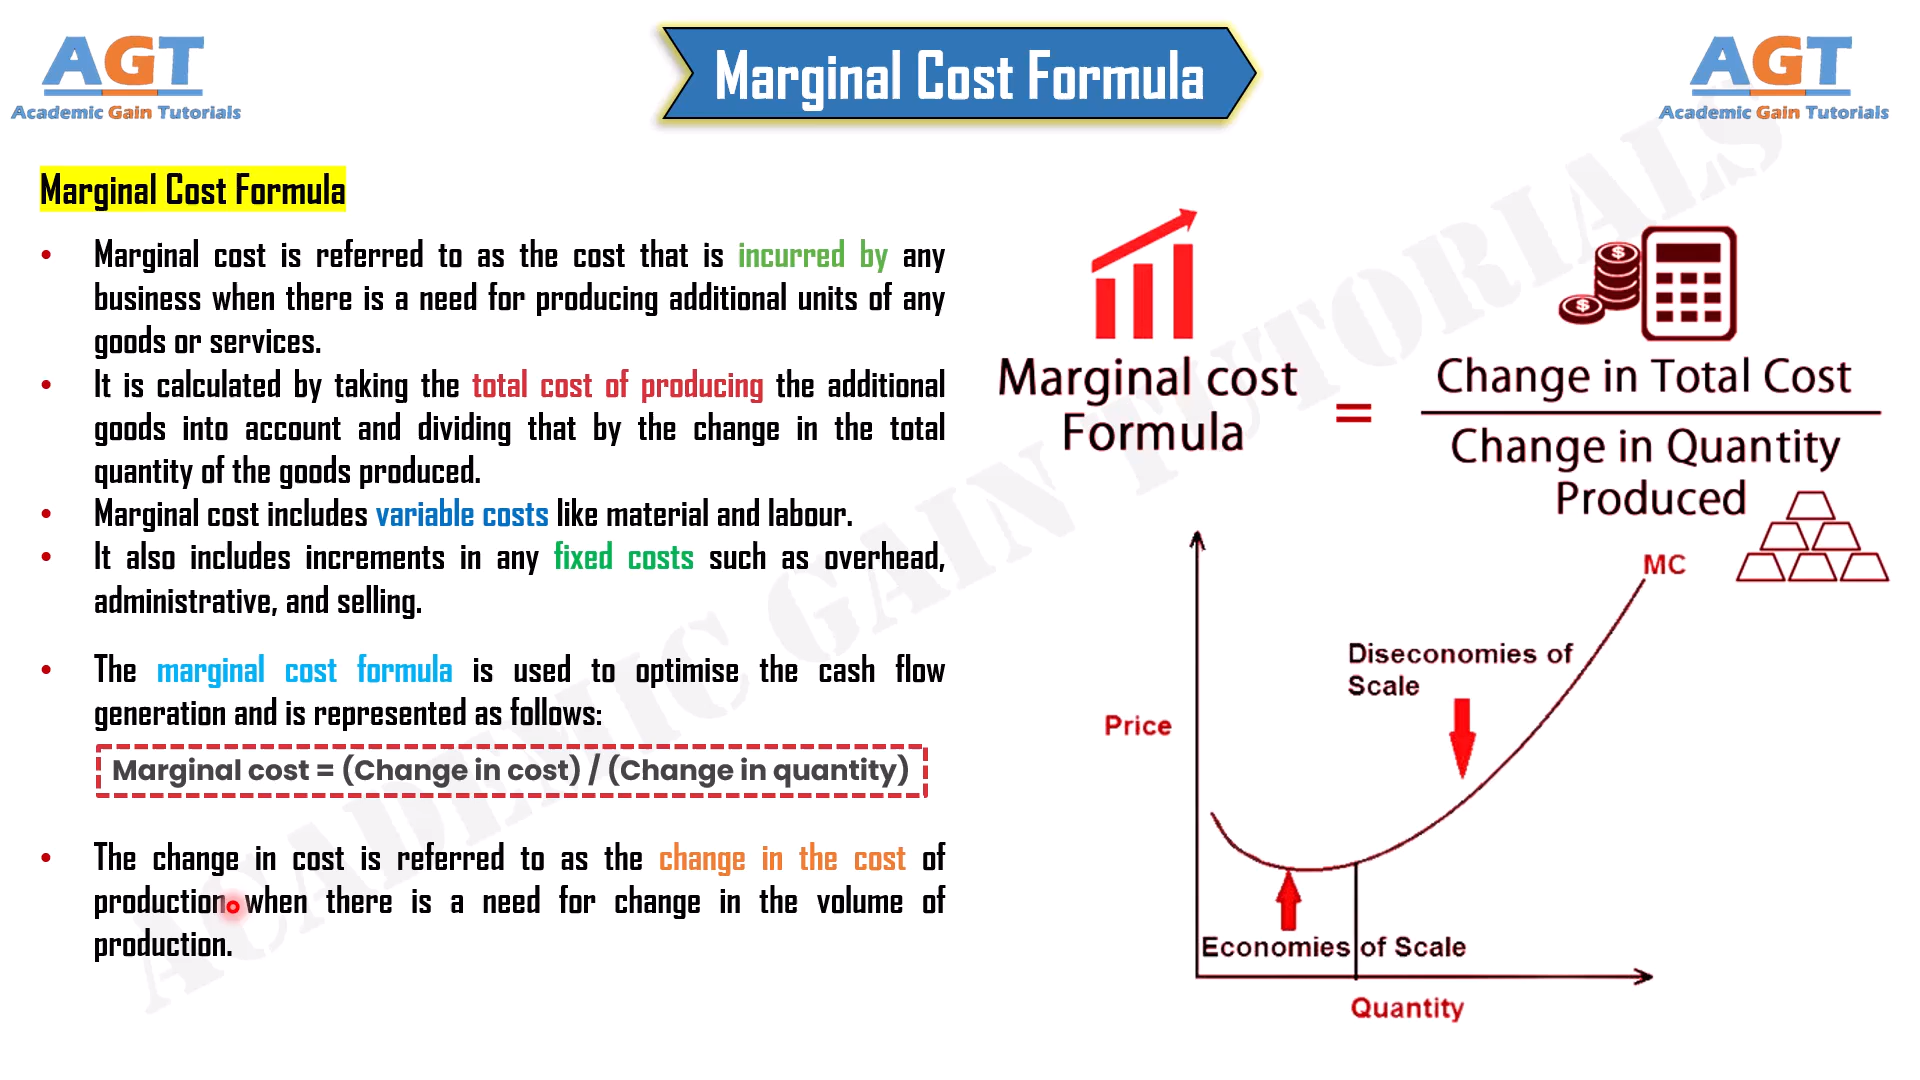 AGT
Academic Gain Tutorials
Marginal Cost Formula
AGT
Academic Gain Tutorials
Marginal Cost Formula
• Marginal cost is referred to as the cost that is incurred by any
business when there is a need for producing additional units of any
goods or services.
• It is calculated by taking the total cost of producing the additional
goods into account and dividing that by the change in the total
quantity of the goods produced.
• Marginal cost includes variable costs like material and labour.
• It also includes increments in any fixed costs such as overhead,
administrative, and selling.
• The marginal cost formula is used to optimise the cash flow
generation and is represented as follows:
Marginal cost = (Change in cost) / (Change in quantity)
• The change in cost is referred to as the change in the cost of
production when there is a need for change in the volume of
production.
Marginal cost
Formula
=
Change in Total Cost
Change in Quantity
Produced
MC
Diseconomies of
Scale
Price
Economies of Scale
Quantity
ACADEMIC GAIN TUTORIALS